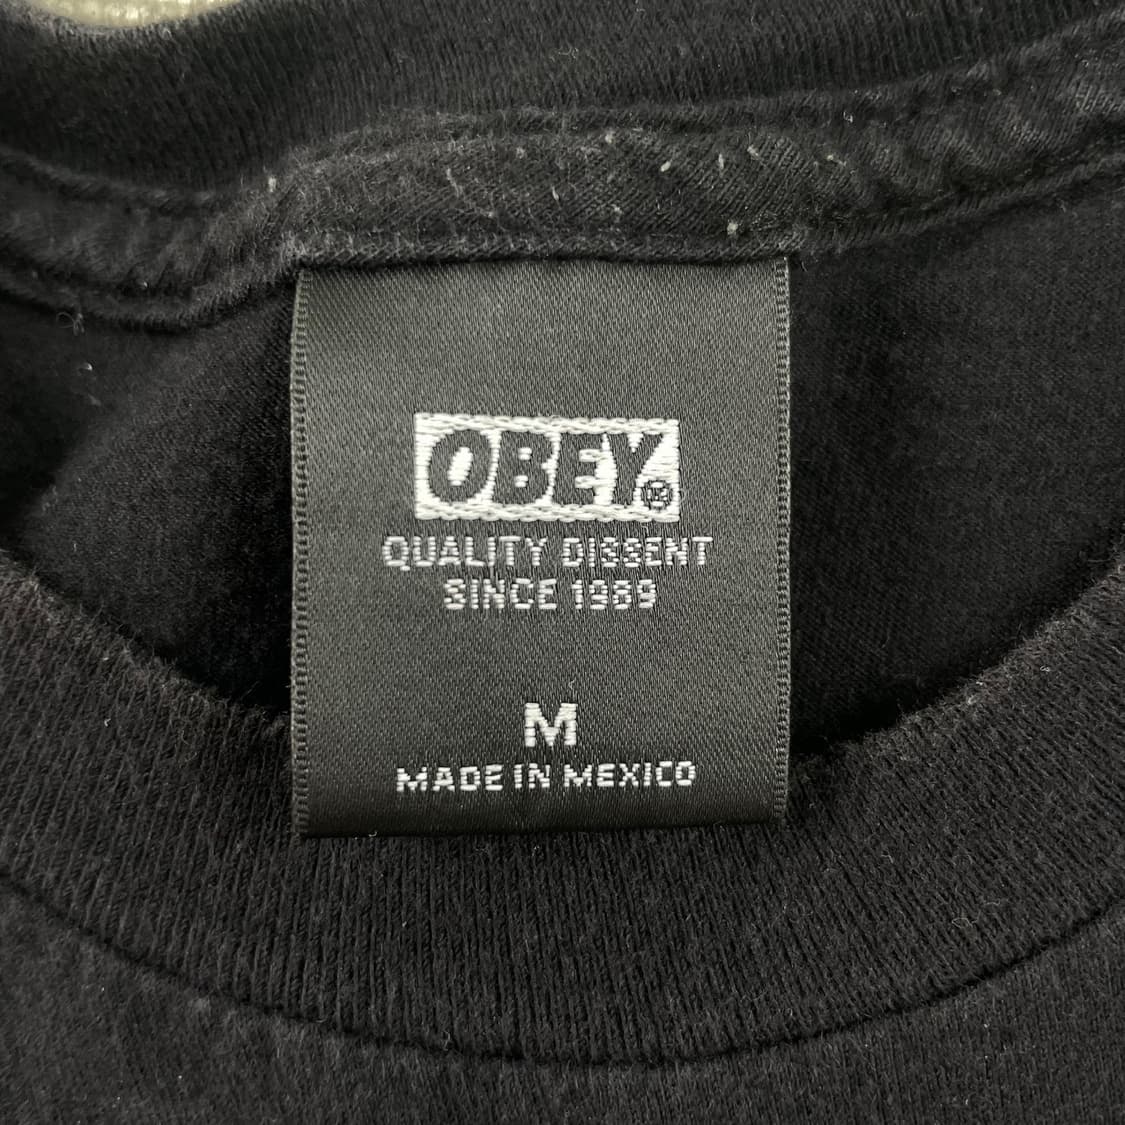 OBEY®
QUALITY DISSENT
SINCE 1989
M
MADE IN MEXICO